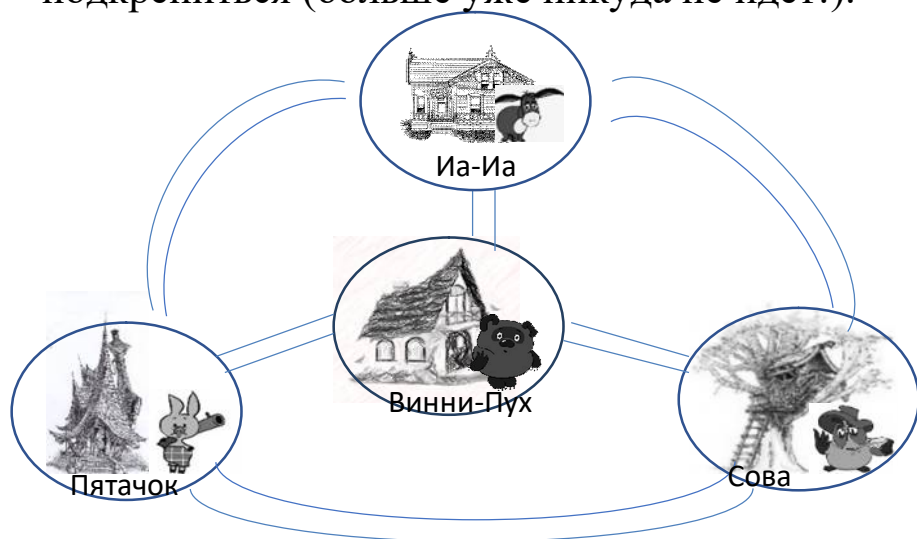 подкрепиться (больше уже никуда не идет!).
Иа-Иа
Винни-Пух
Пятачок
Сова